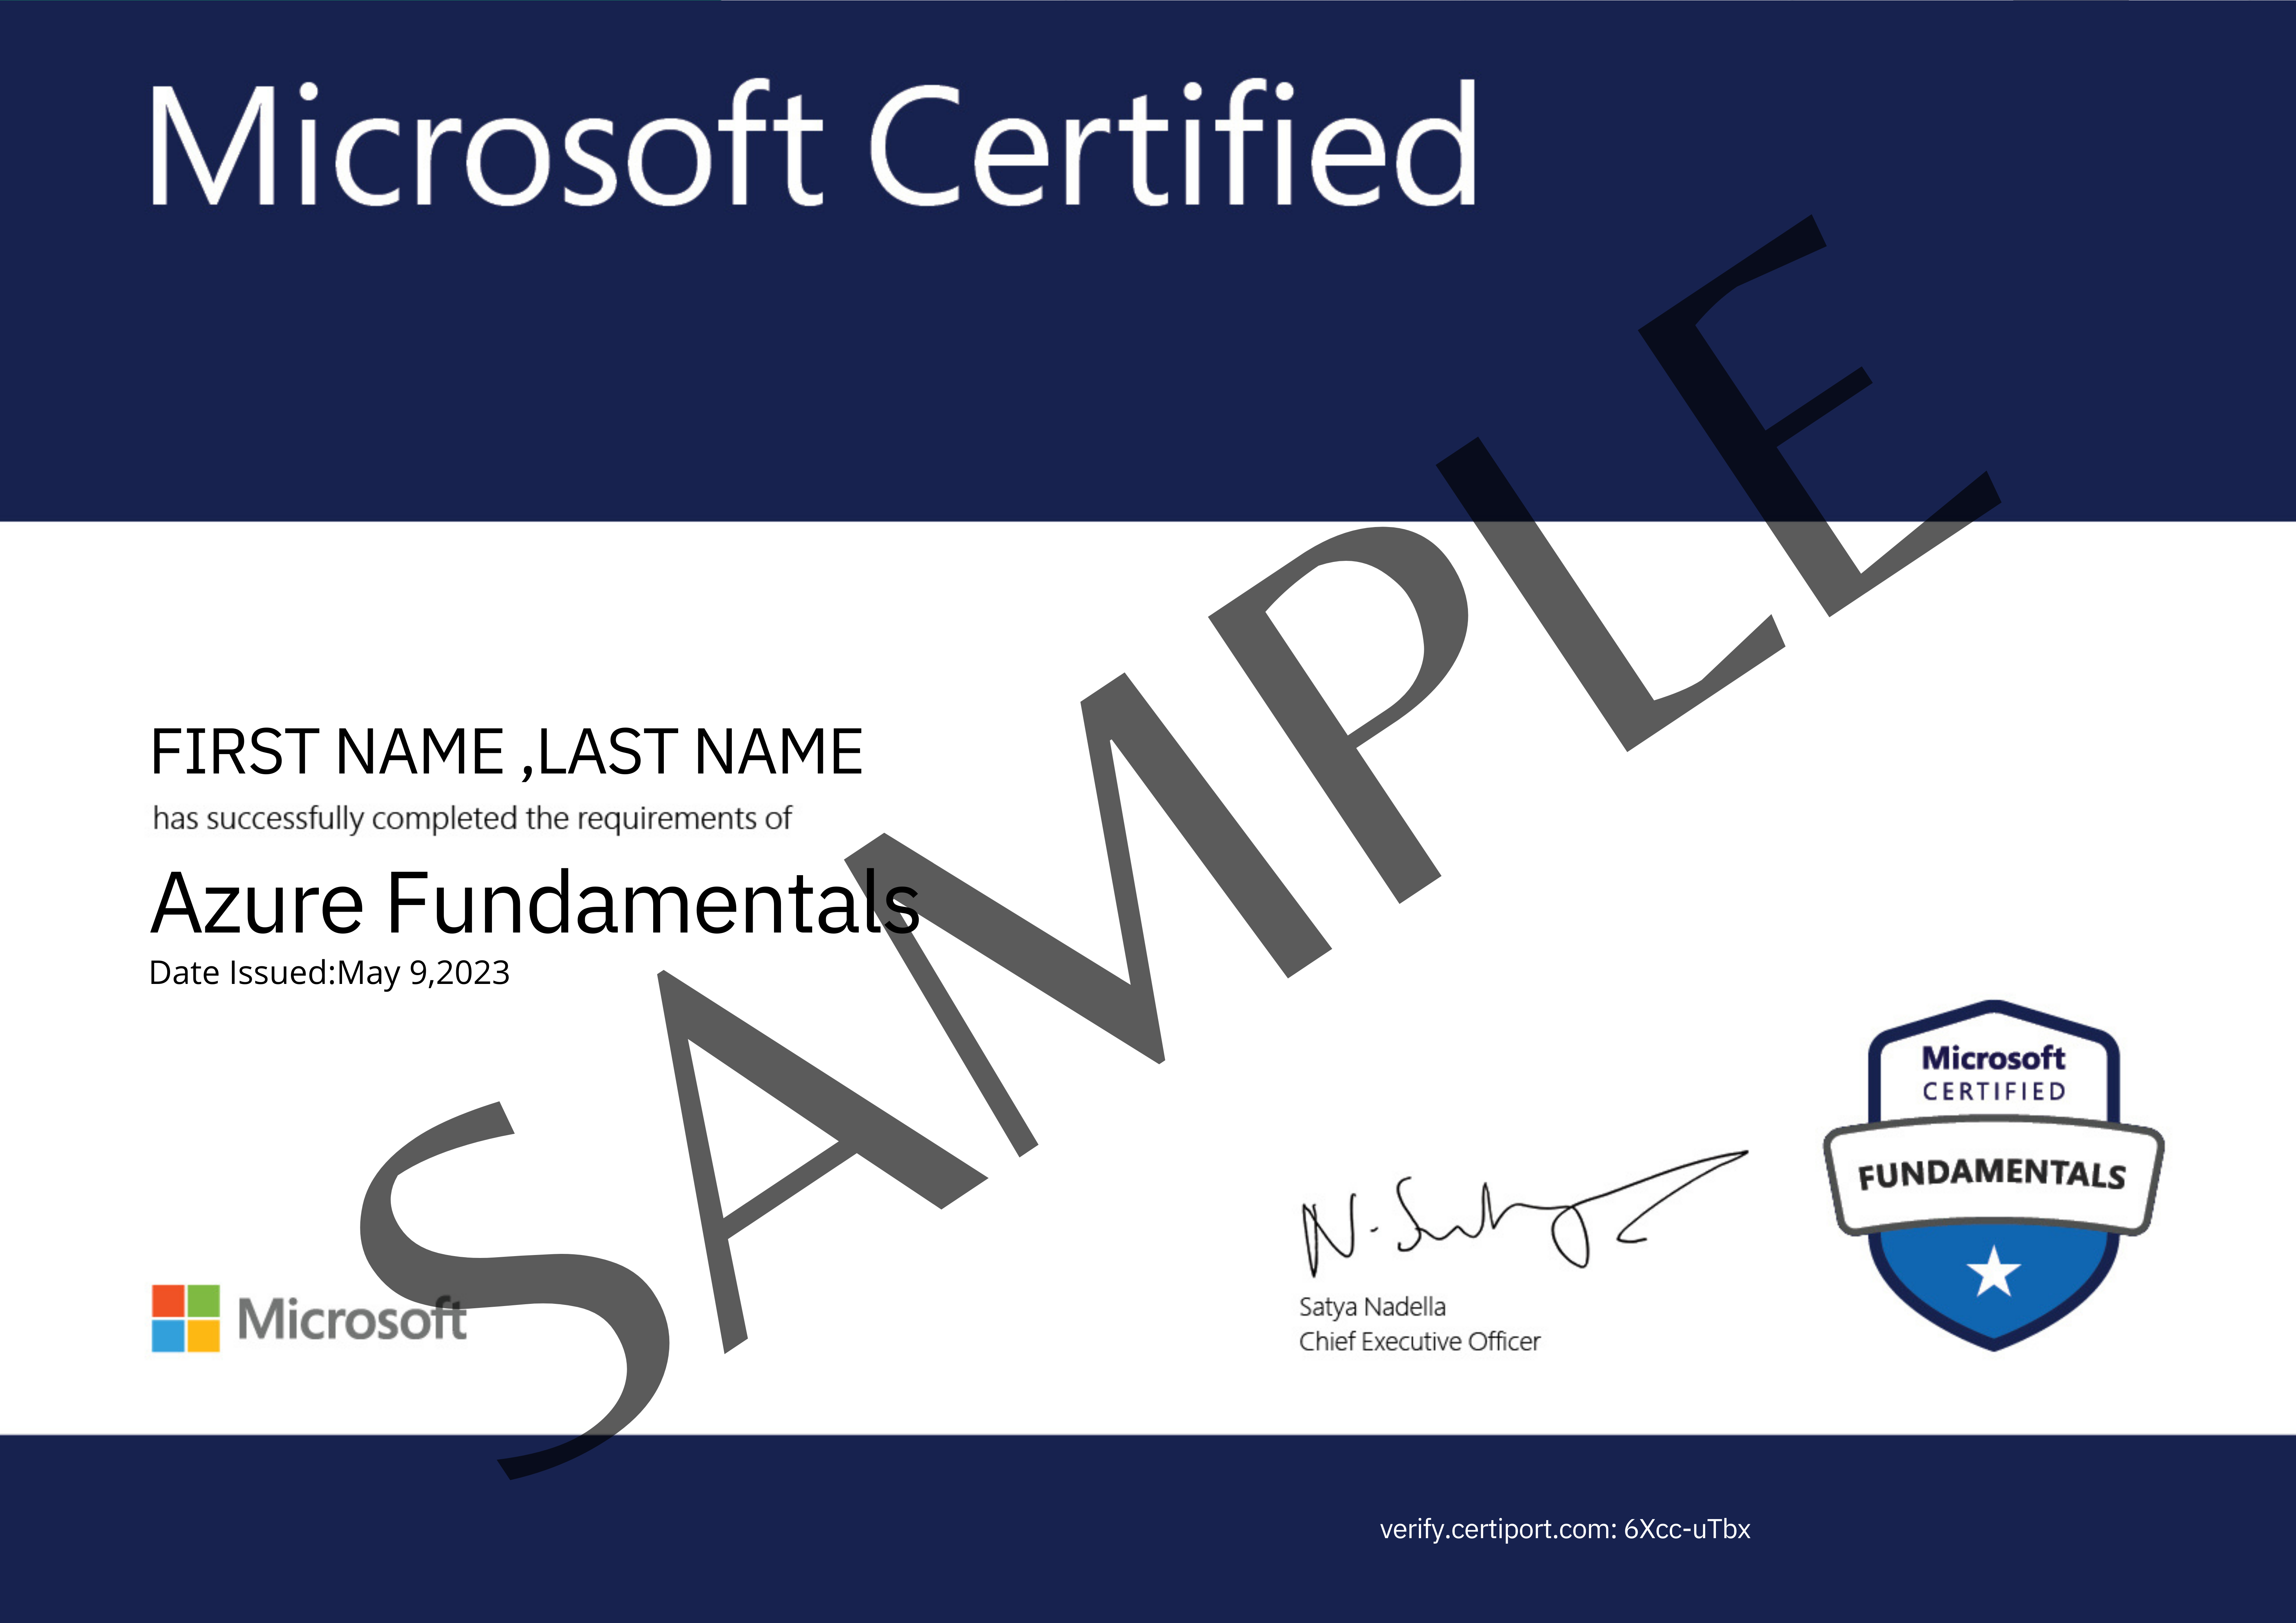 Microsoft Certified
SAMPLE
FIRST NAME ,LAST NAME
has successfully completed the requirements of
Azure Fundamentals
Date Issued:May 9,2023
Microsoft
CERTIFIED
FUNDAMENTALS
N. Satya Nadella
Chief Executive Officer
Microsoft
verify.certiport.com: 6Xcc-uTbx